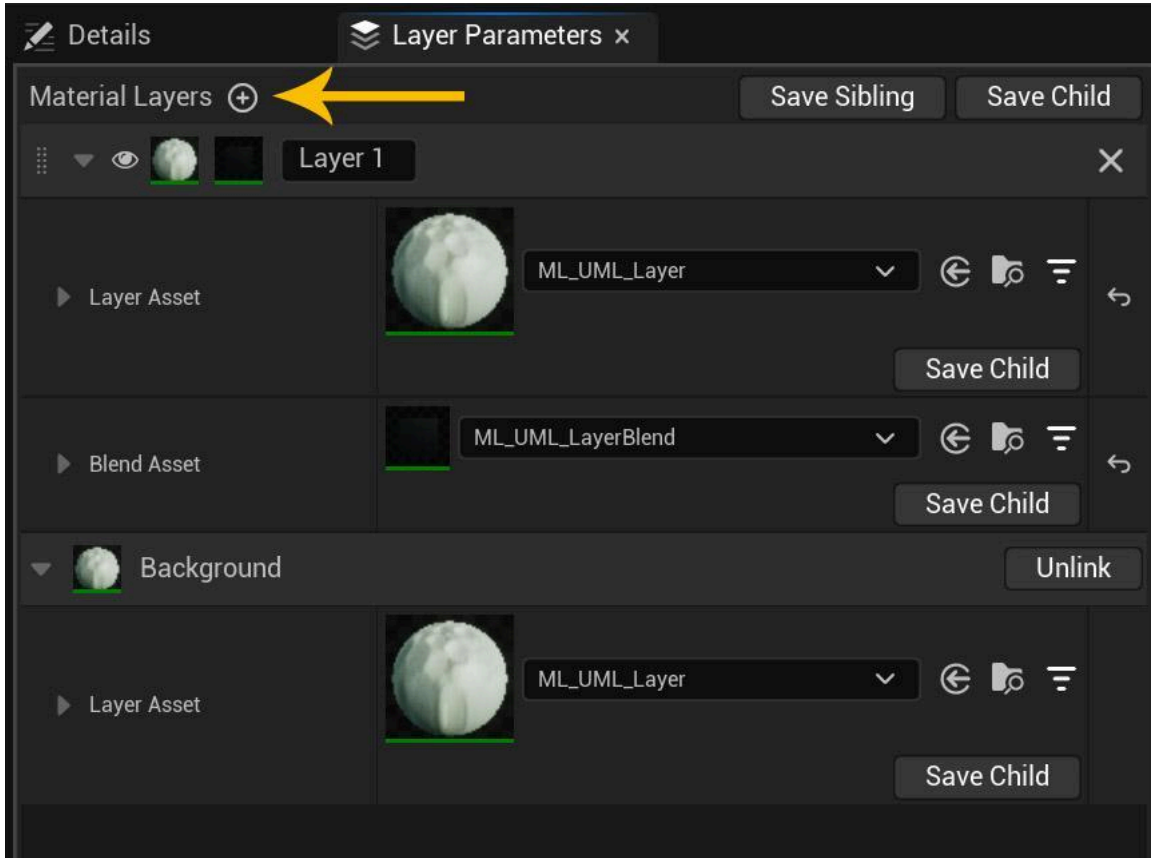 Details
Layer Parameters
Material Layers
Save Sibling
Save Child
Layer 1
Layer Asset
ML_UML_Layer
Save Child
Blend Asset
ML_UML_LayerBlend
Save Child
Background
Unlink
Layer Asset
ML_UML_Layer
Save Child